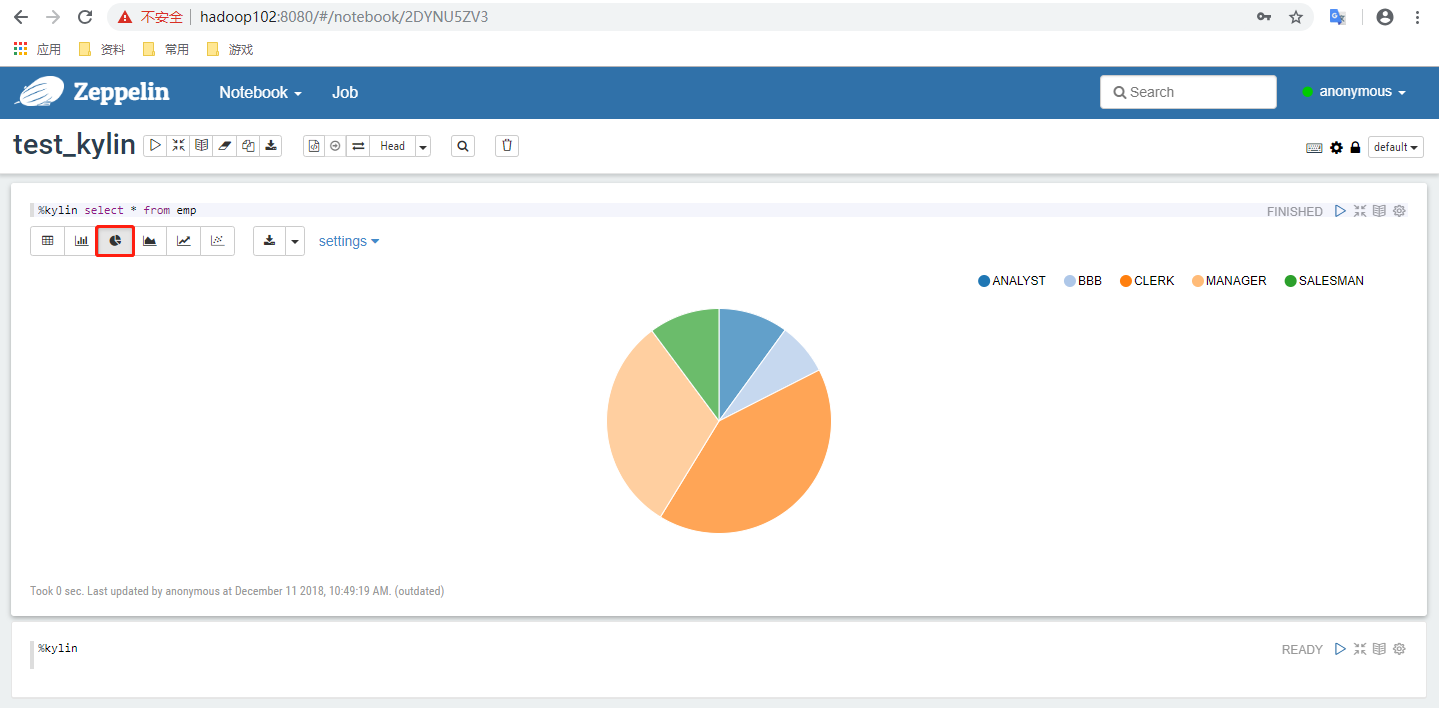 不安全 hadoop102:8080/#/notebook/2DYNU5ZV3
应用 资料 常用 游戏
Zeppelin Notebook Job Search anonymous
test_kylin Head default
%kylin select * from emp FINISHED
settings
ANALYST BBB CLERK MANAGER SALESMAN
Took 0 sec. Last updated by anonymous at December 11 2018, 10:49:19 AM. (outdated)
%kylin READY